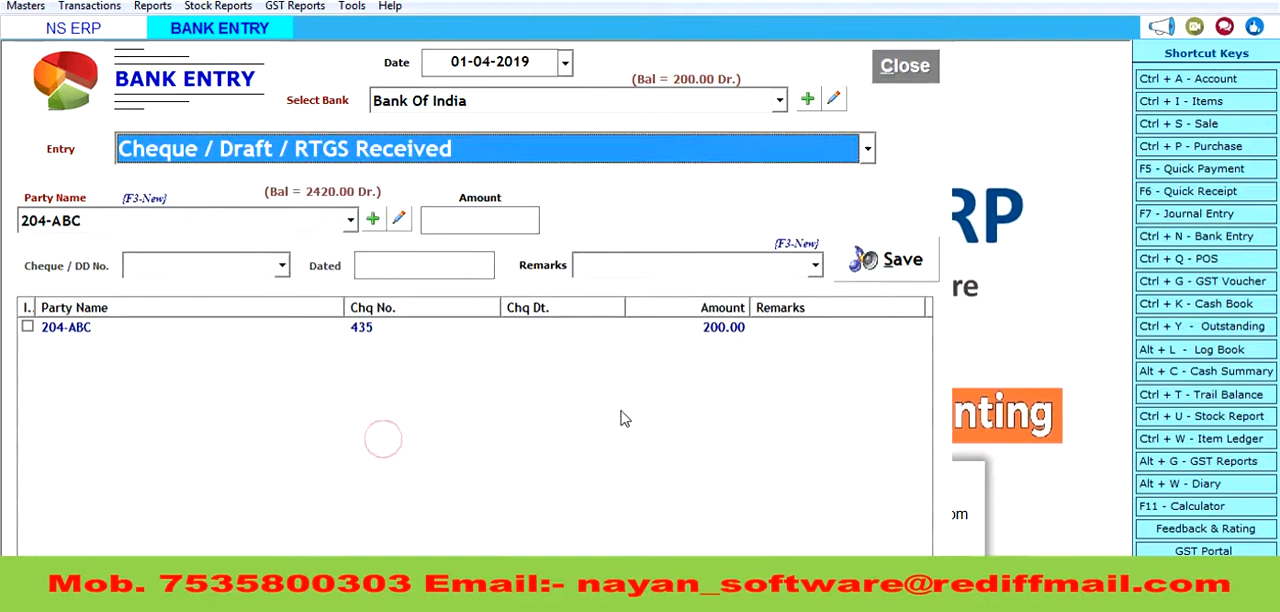 Masters Transactions Reports Stock Reports GST Reports Tools Help
NS ERP BANK ENTRY
BANK ENTRY
Date 01-04-2019
Close
(Bal = 200.00 Dr.)
Select Bank Bank Of India
Entry Cheque / Draft / RTGS Received
Party Name {F3-New} (Bal = 2420.00 Dr.) Amount
204-ABC
{F3-New}
Cheque / DD No. Dated Remarks Save
I.. Party Name Chq No. Chq Dt. Amount Remarks
204-ABC 435 200.00
RP
re
nting
om
Shortcut Keys
Ctrl + A - Account
Ctrl + I - Items
Ctrl + S - Sale
Ctrl + P - Purchase
F5 - Quick Payment
F6 - Quick Receipt
F7 - Journal Entry
Ctrl + N - Bank Entry
Ctrl + Q - POS
Ctrl + G - GST Voucher
Ctrl + K - Cash Book
Ctrl + Y - Outstanding
Alt + L - Log Book
Alt + C - Cash Summary
Ctrl + T - Trail Balance
Ctrl + U - Stock Report
Ctrl + W - Item Ledger
Alt + G - GST Reports
Alt + W - Diary
F11 - Calculator
Feedback & Rating
GST Portal
Mob. 7535800303 Email:- nayan_software@rediffmail.com